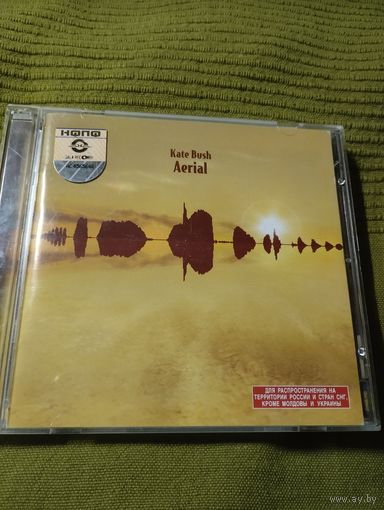 Kate Bush
Aerial
ДЛЯ РАСПРОСТРАНЕНИЯ НА
ТЕРРИТОРИИ РОССИИ И СТРАН СНГ,
КРОМЕ МОЛДОВЫ И УКРАИНЫ
www.ay.by